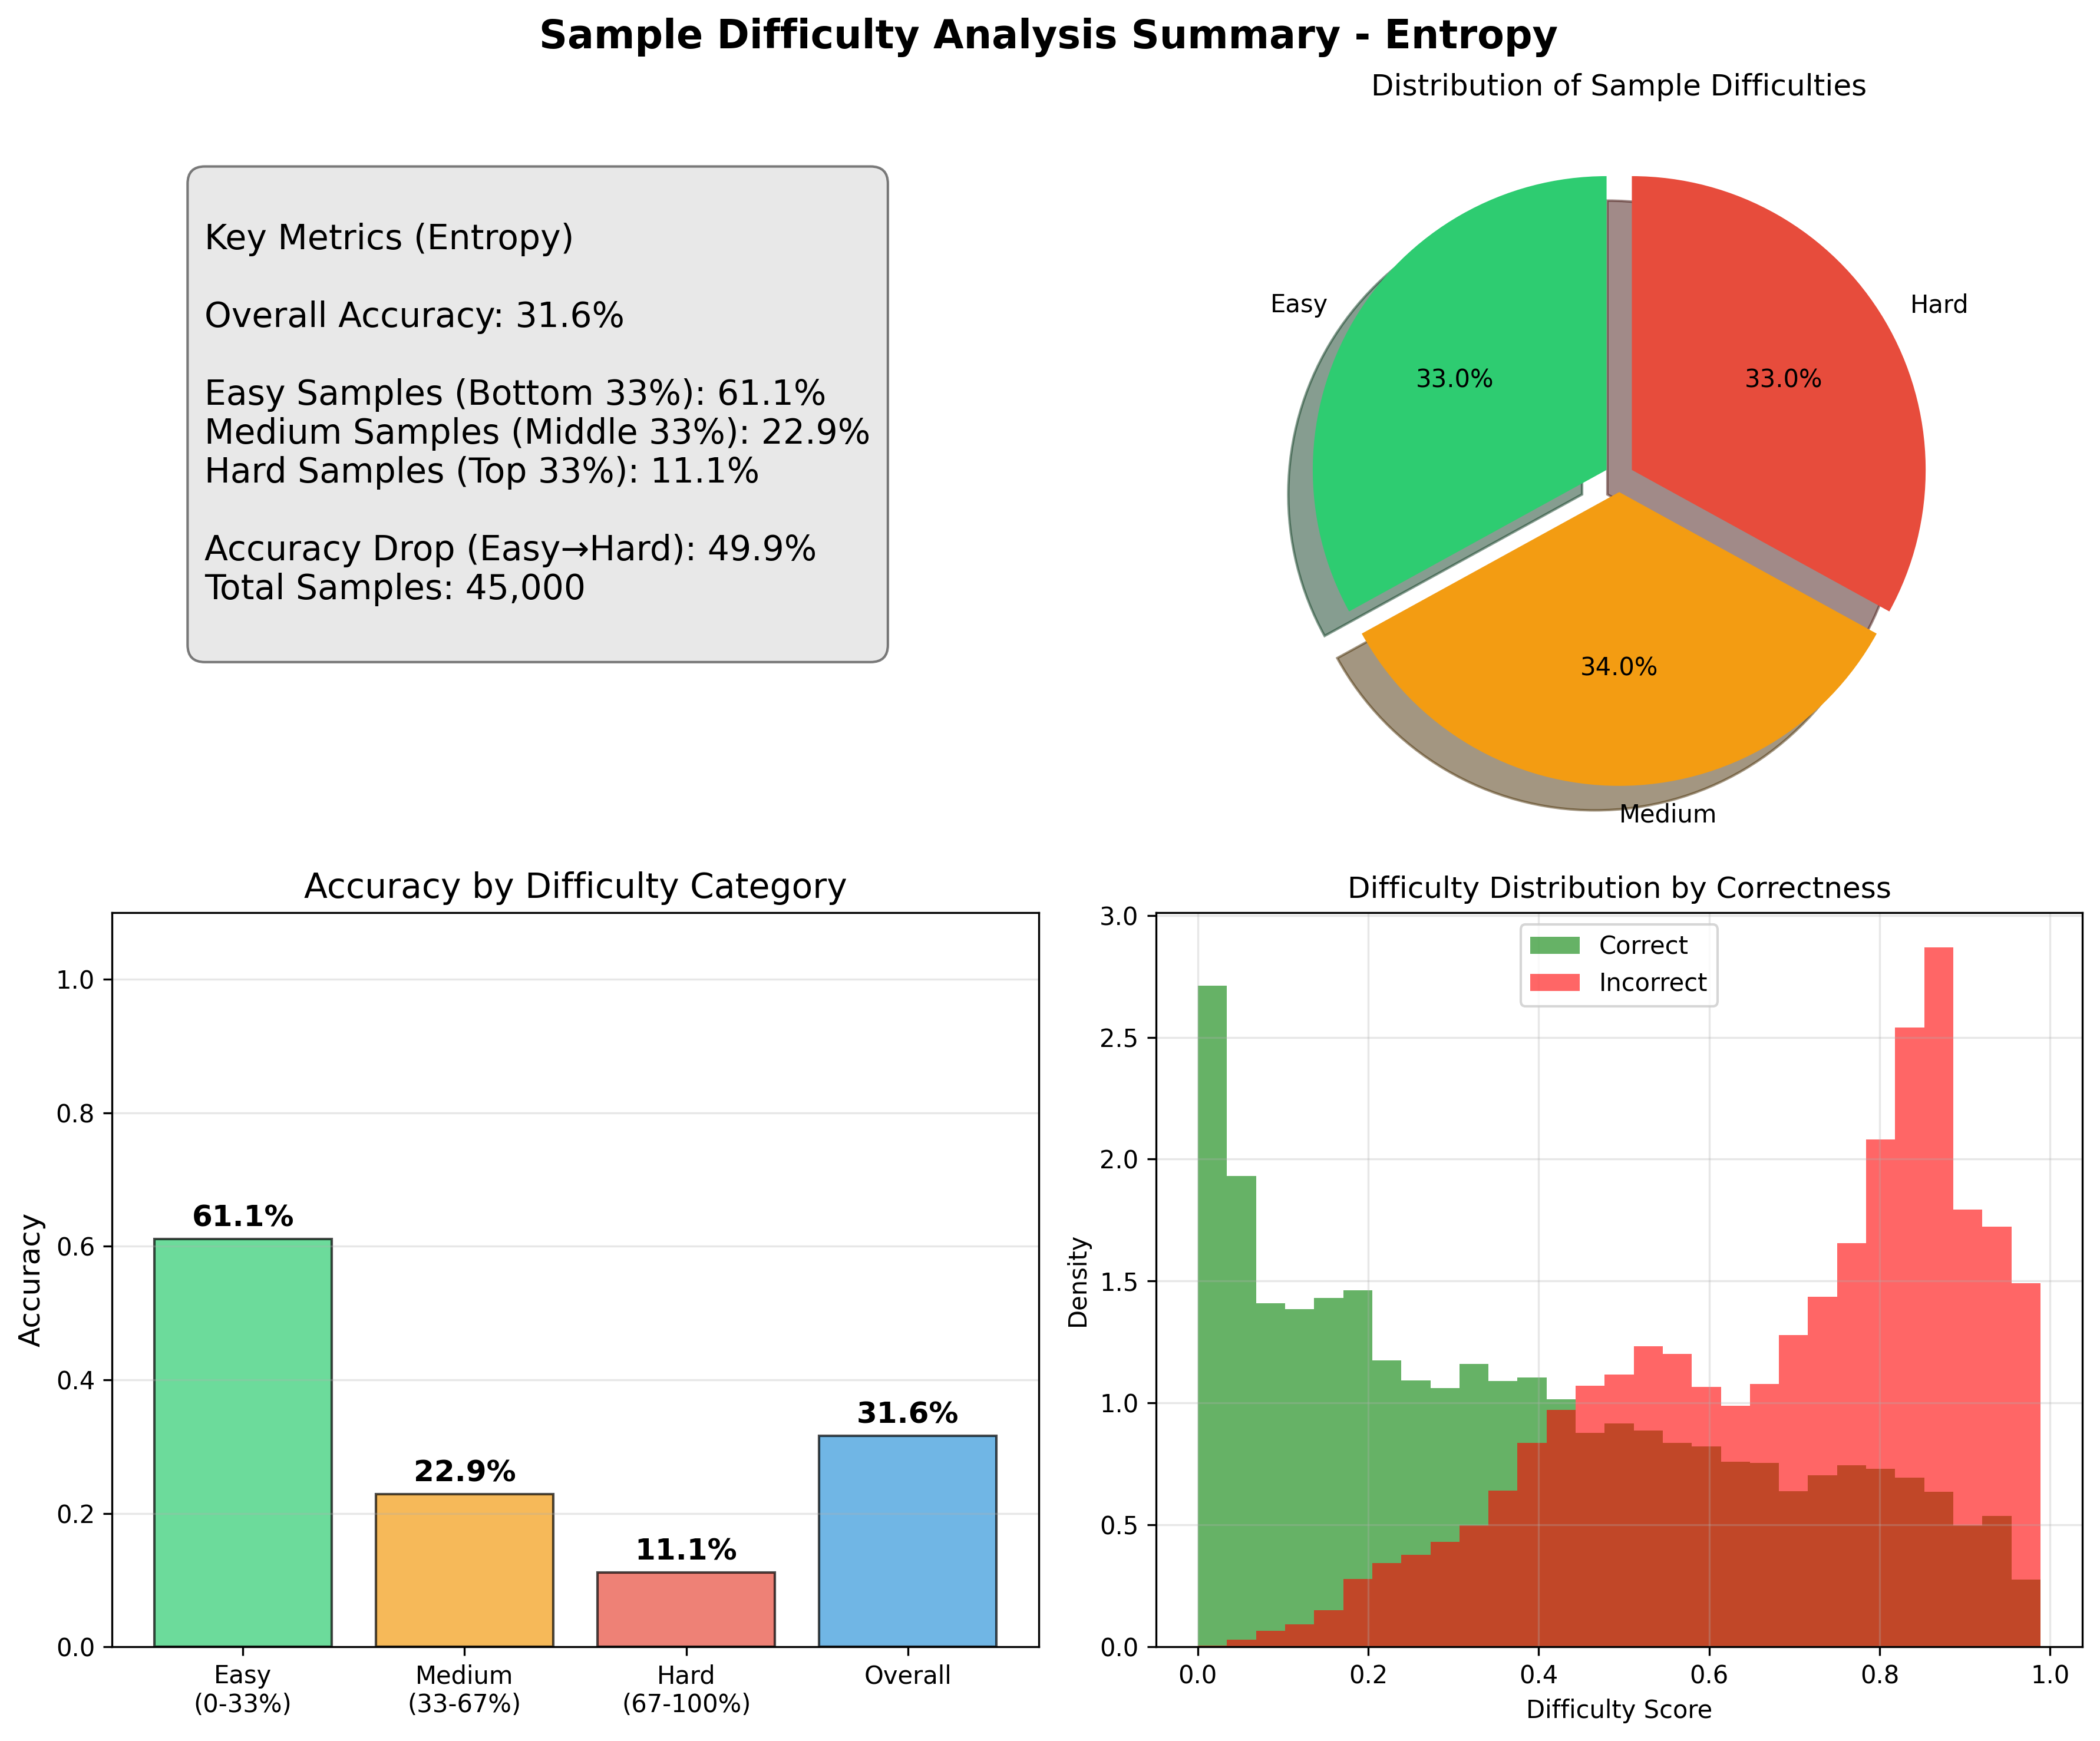 Sample Difficulty Analysis Summary - Entropy
Key Metrics (Entropy)
Overall Accuracy: 31.6%
Easy Samples (Bottom 33%): 61.1%
Medium Samples (Middle 33%): 22.9%
Hard Samples (Top 33%): 11.1%
Accuracy Drop (Easy→Hard): 49.9%
Total Samples: 45,000
Distribution of Sample Difficulties
Easy
Hard
33.0%
33.0%
34.0%
Medium
Accuracy by Difficulty Category
Accuracy
1.0
0.8
0.6
0.4
0.2
0.0
61.1%
22.9%
11.1%
31.6%
Easy
(0-33%)
Medium
(33-67%)
Hard
(67-100%)
Overall
Difficulty Distribution by Correctness
Correct
Incorrect
Density
3.0
2.5
2.0
1.5
1.0
0.5
0.0
0.0
0.2
0.4
0.6
0.8
1.0
Difficulty Score